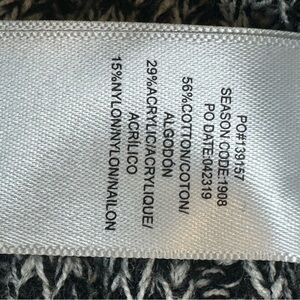 PO#139157
SEASON CODE:1908
PO DATE:042319
56%COTTON/COTON/
ALGODÓN
29%ACRYLIC/ACRYLIQUE/
ACRÍLICO
15%NYLON/NYLON/NAILON